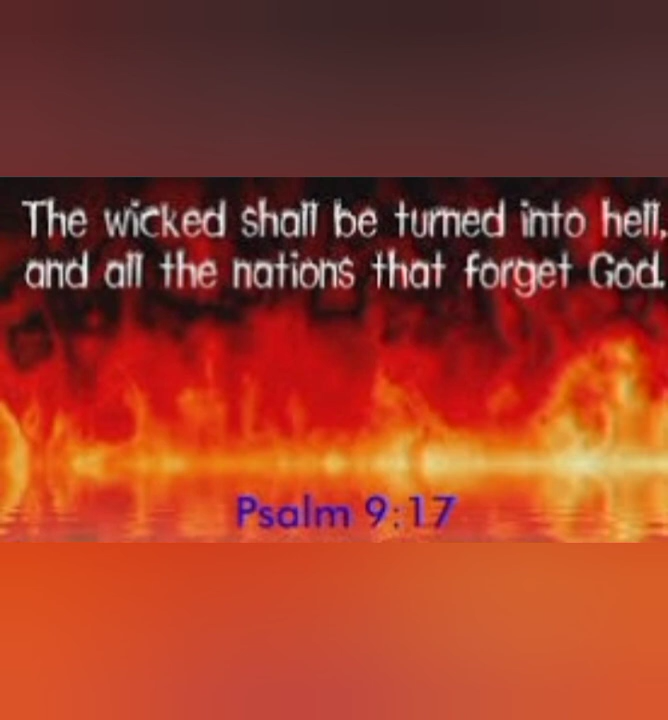 The wicked shall be turned into hell,
and all the nations that forget God.
Psalm 9:17